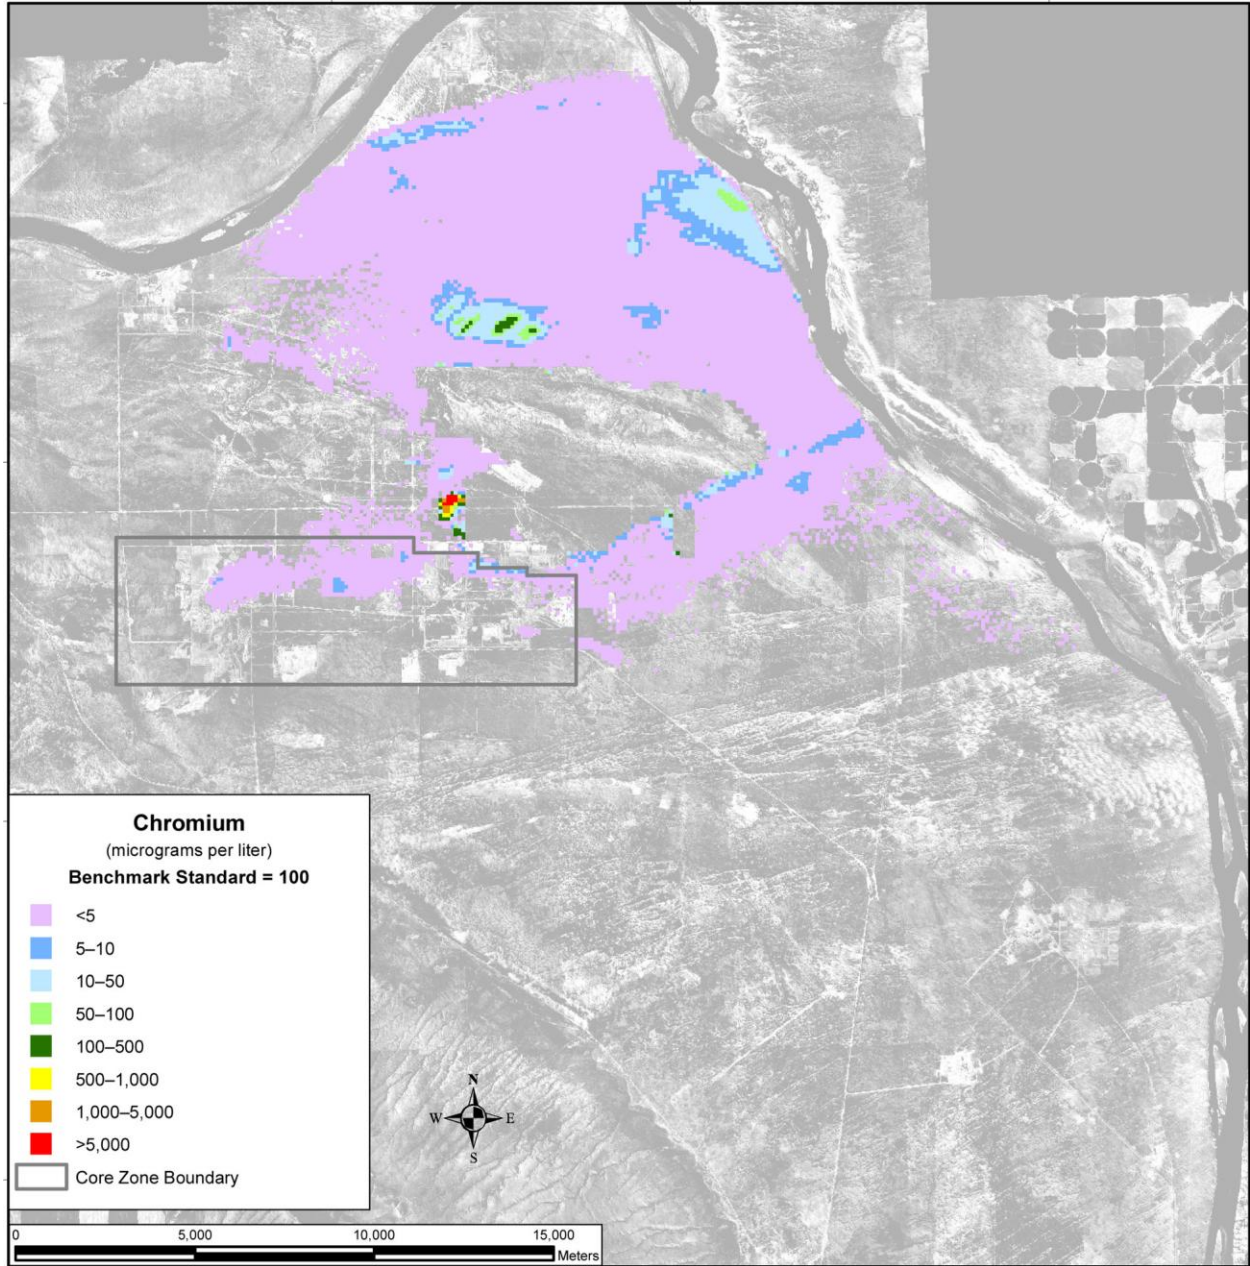 Chromium
(micrograms per liter)
Benchmark Standard = 100
<5
5–10
10–50
50–100
100–500
500–1,000
1,000–5,000
>5,000
Core Zone Boundary
N
W E
S
0 5,000 10,000 15,000
Meters